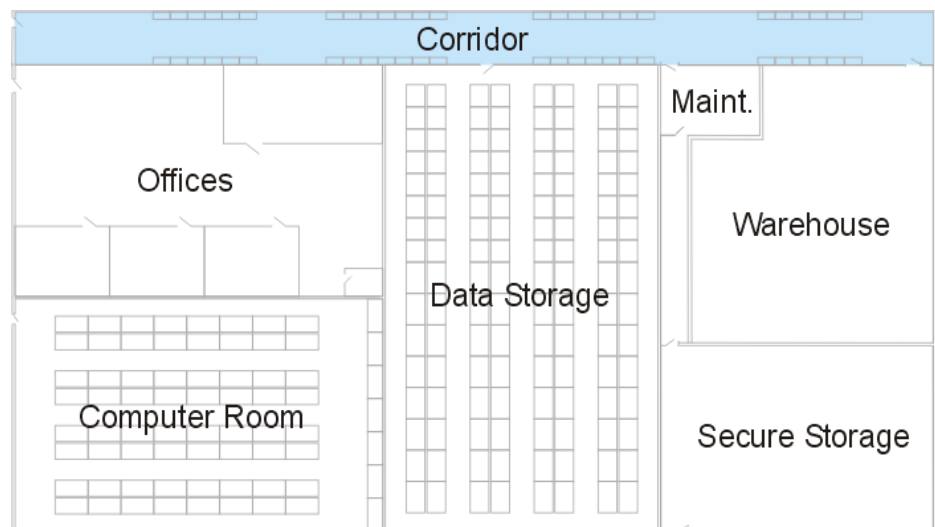 Corridor
Maint.
Offices
Warehouse
Data Storage
Computer Room
Secure Storage